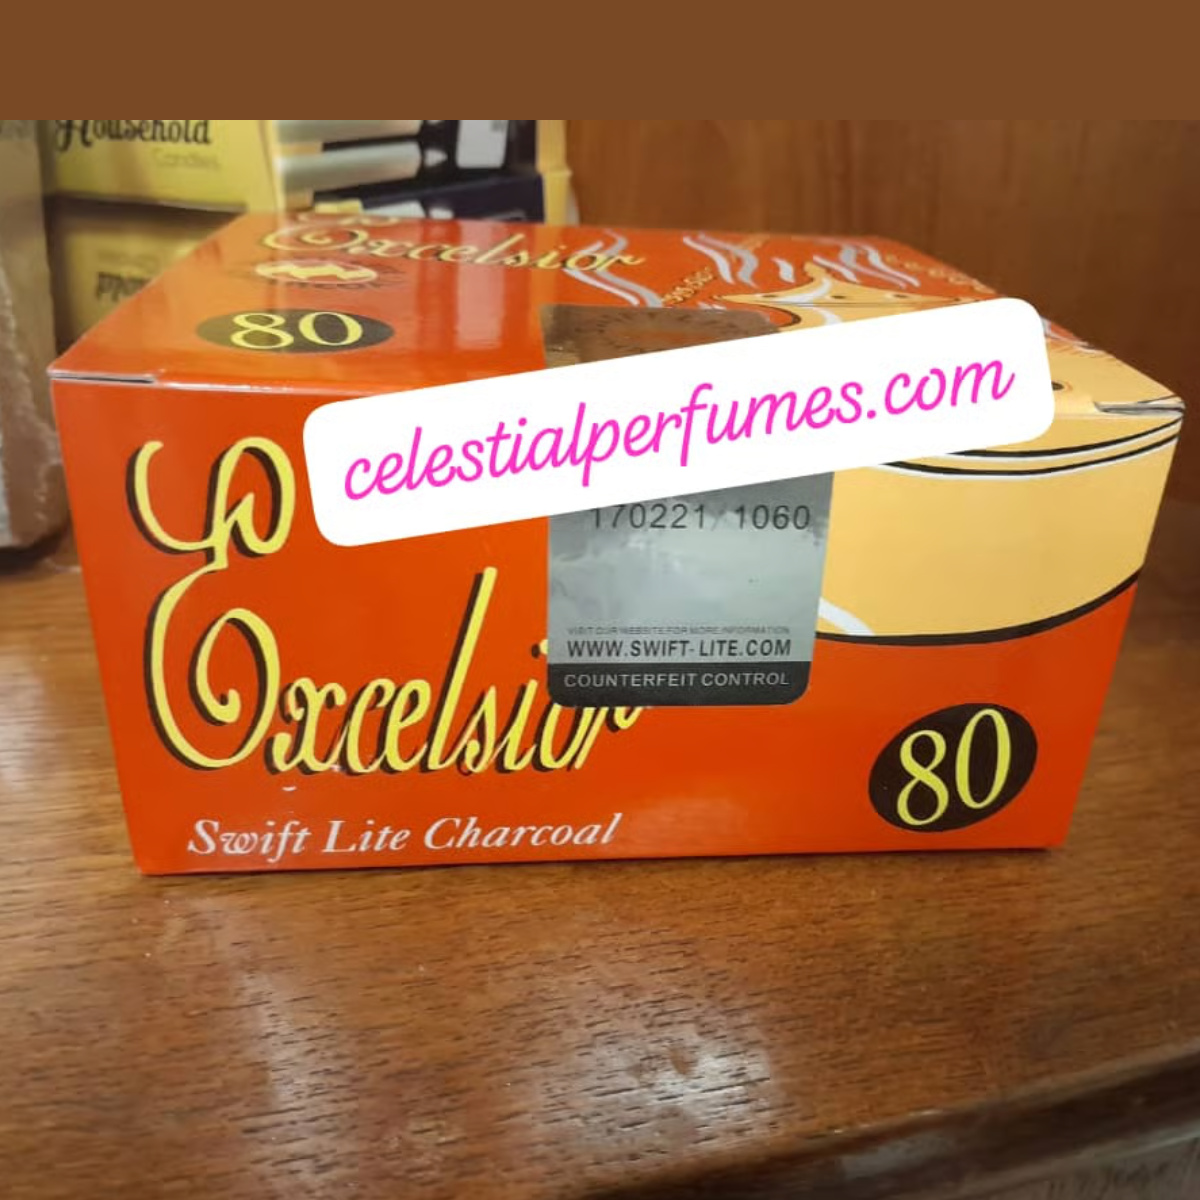 Household
Candles
Excelsior
80
celestialperfumes.com
170221/1060
VISIT OUR WEBSITE FOR MORE INFORMATION
WWW.SWIFT-LITE.COM
COUNTERFEIT CONTROL
Excelsior
80
Swift Lite Charcoal